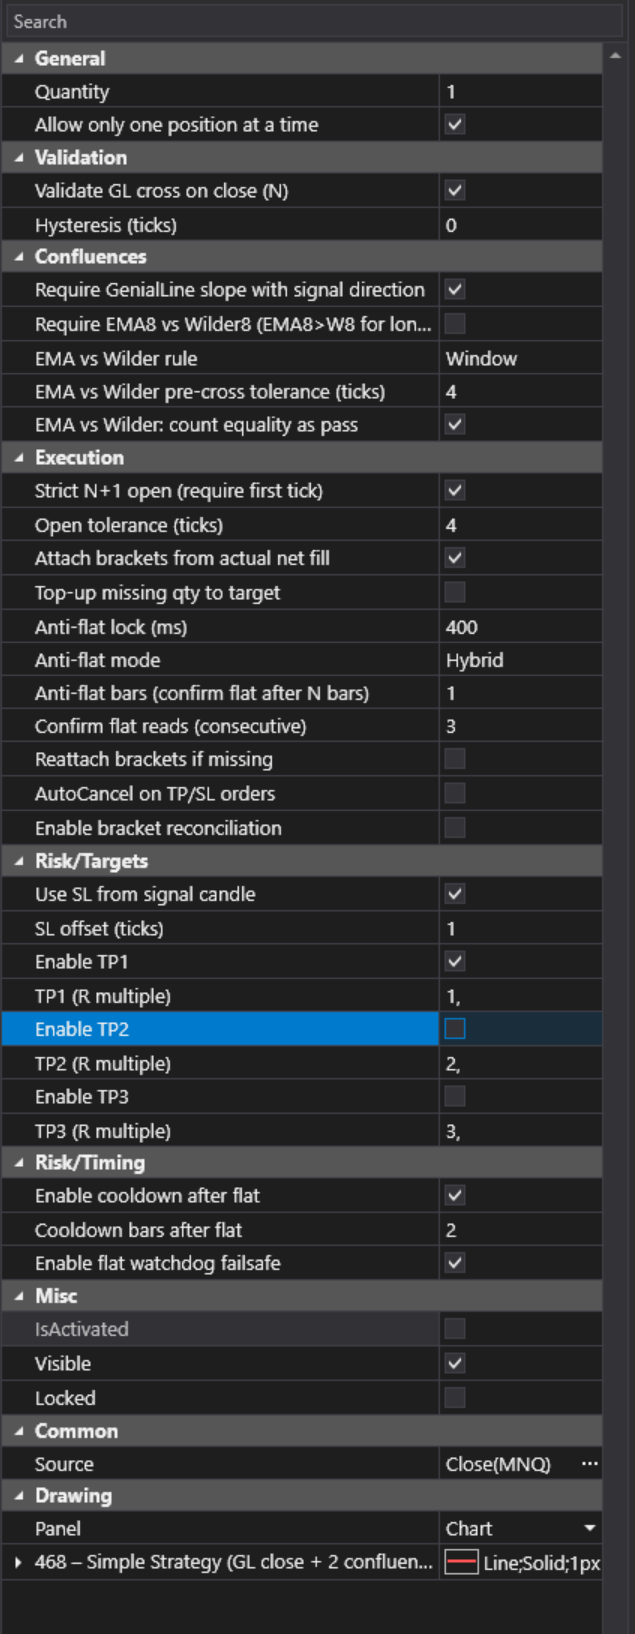 Search
General
Quantity 1
Allow only one position at a time
Validation
Validate GL cross on close (N)
Hysteresis (ticks) 0
Confluences
Require GenialLine slope with signal direction
Require EMA8 vs Wilder8 (EMA8>W8 for lon...
EMA vs Wilder rule Window
EMA vs Wilder pre-cross tolerance (ticks) 4
EMA vs Wilder: count equality as pass
Execution
Strict N+1 open (require first tick)
Open tolerance (ticks) 4
Attach brackets from actual net fill
Top-up missing qty to target
Anti-flat lock (ms) 400
Anti-flat mode Hybrid
Anti-flat bars (confirm flat after N bars) 1
Confirm flat reads (consecutive) 3
Reattach brackets if missing
AutoCancel on TP/SL orders
Enable bracket reconciliation
Risk/Targets
Use SL from signal candle
SL offset (ticks) 1
Enable TP1
TP1 (R multiple) 1,
Enable TP2
TP2 (R multiple) 2,
Enable TP3
TP3 (R multiple) 3,
Risk/Timing
Enable cooldown after flat
Cooldown bars after flat 2
Enable flat watchdog failsafe
Misc
IsActivated
Visible
Locked
Common
Source Close(MNQ) ...
Drawing
Panel Chart
468 – Simple Strategy (GL close + 2 confluen... Line;Solid;1px